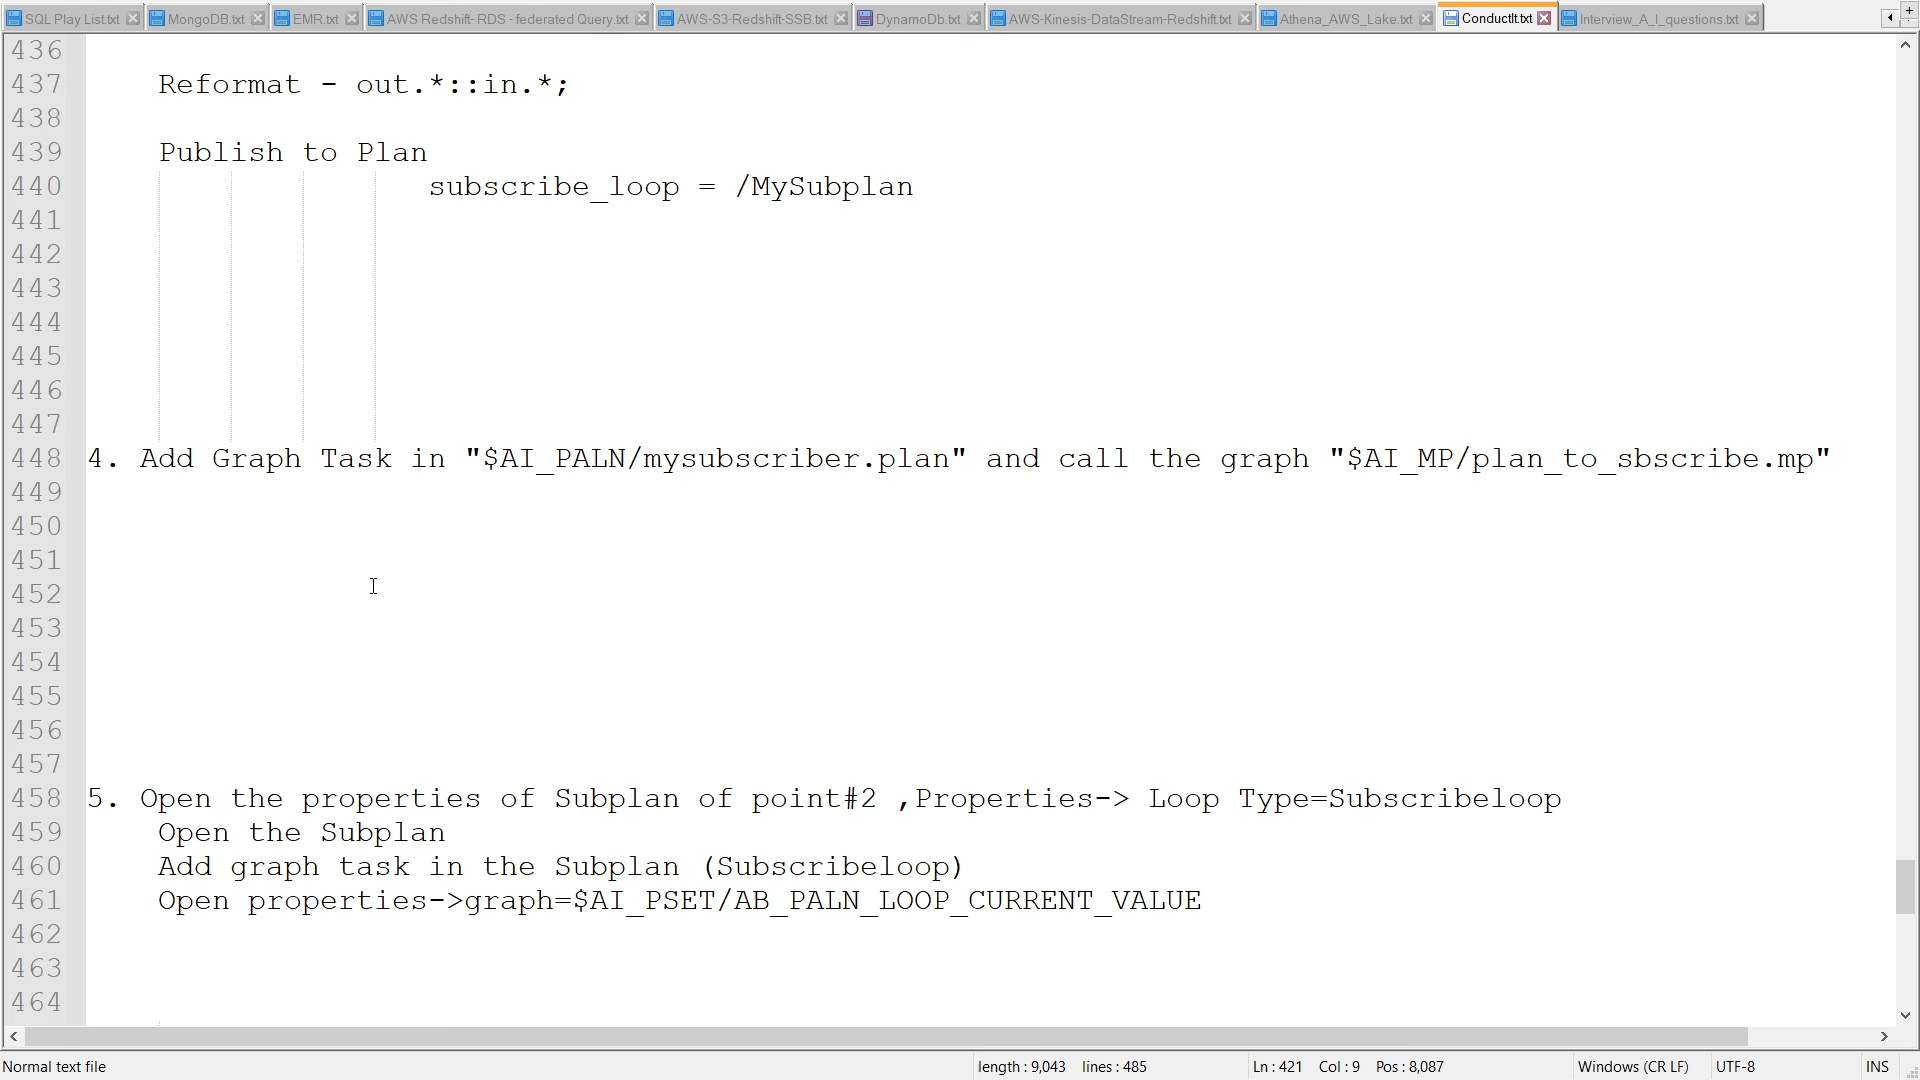 SQL Play List.txt MongoDB.txt EMR.txt AWS Redshift- RDS - federated Query.txt AWS-S3-Redshift-SSB.txt DynamoDb.txt AWS-Kinesis-DataStream-Redshift.txt Athena_AWS_Lake.txt ConductIt.txt Interview_A_I_questions.txt
436
437 Reformat - out.*::in.*;
438
439 Publish to Plan
440 subscribe_loop = /MySubplan
441
442
443
444
445
446
447
448 4. Add Graph Task in "$AI_PALN/mysubscriber.plan" and call the graph "$AI_MP/plan_to_sbscribe.mp"
449
450
451
452
453
454
455
456
457
458 5. Open the properties of Subplan of point#2 ,Properties-> Loop Type=Subscribeloop
459 Open the Subplan
460 Add graph task in the Subplan (Subscribeloop)
461 Open properties->graph=$AI_PSET/AB_PALN_LOOP_CURRENT_VALUE
462
463
464
Normal text file length : 9,043 lines : 485 Ln : 421 Col : 9 Pos : 8,087 Windows (CR LF) UTF-8 INS